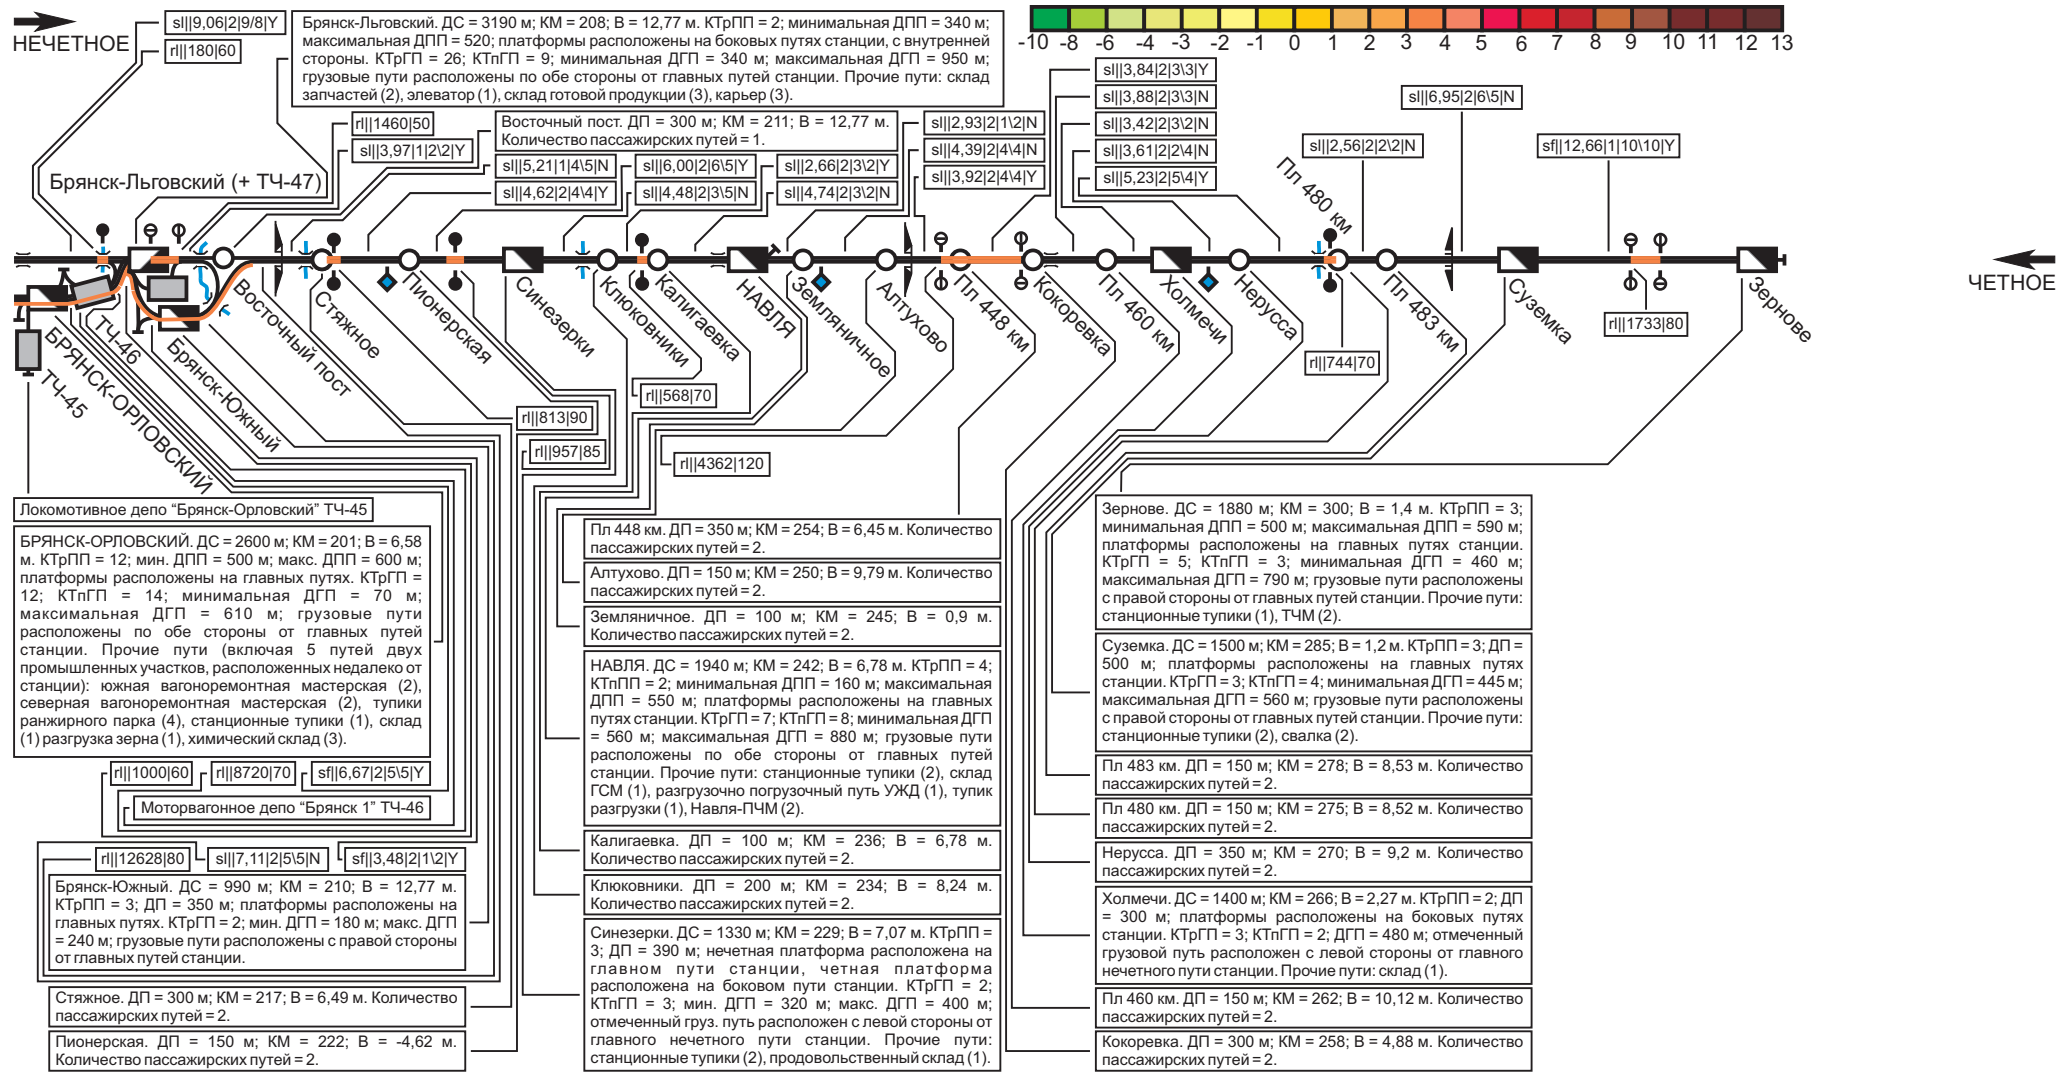 НЕЧЕТНОЕ
sl||9,06|2|9/8|Y
rl||180|60
Брянск-Льговский. ДС = 3190 м; КМ = 208; В = 12,77 м. КТрПП = 2; минимальная ДПП = 340 м;
максимальная ДПП = 520; платформы расположены на боковых путях станции, с внутренней
стороны. КТрГП = 26; КТпГП = 9; минимальная ДГП = 340 м; максимальная ДГП = 950 м;
грузовые пути расположены по обе стороны от главных путей станции. Прочие пути: склад
запчастей (2), элеватор (1), склад готовой продукции (3), карьер (3).
-10 -8 -6 -4 -3 -2 -1 0 1 2 3 4 5 6 7 8 9 10 11 12 13
rl||1460|50
sl||3,97|1|2\2|Y
Восточный пост. ДП = 300 м; КМ = 211; В = 12,77 м.
Количество пассажирских путей = 1.
sl||5,21|1|4\5|N
sl||6,00|2|6\5|Y
sl||2,66|2|3\2|Y
sl||4,62|2|4\4|Y
sl||4,48|2|3\5|N
sl||4,74|2|3\2|N
sl||2,93|2|1\2|N
sl||4,39|2|4\4|N
sl||3,92|2|4\4|Y
sl||3,84|2|3\3|Y
sl||3,88|2|3\3|N
sl||3,42|2|3\2|N
sl||3,61|2|2\4|N
sl||5,23|2|5\4|Y
sl||2,56|2|2\2|N
sl||6,95|2|6\5|N
sf||12,66|1|10\10|Y
Брянск-Льговский (+ ТЧ-47)
БРЯНСК-ОРЛОВСКИЙ
ТЧ-45
ТЧ-46
Брянск-Южный
Восточный пост
Стяжное
Пионерская
Синезерки
Клюковники
Калигаевка
НАВЛЯ
Земляничное
Алтухово
Пл 448 км
Кокоревка
Пл 460 км
Холмечи
Нерусса
Пл 480 км
Пл 483 км
Суземка
Зернове
ЧЕТНОЕ
rl||813|90
rl||957|85
rl||568|70
rl||4362|120
rl||744|70
rl||1733|80
Локомотивное депо “Брянск-Орловский” ТЧ-45
БРЯНСК-ОРЛОВСКИЙ. ДС = 2600 м; КМ = 201; В = 6,58
м. КТрПП = 12; мин. ДПП = 500 м; макс. ДПП = 600 м;
платформы расположены на главных путях. КТрГП =
12; КТпГП = 14; минимальная ДГП = 70 м;
максимальная ДГП = 610 м; грузовые пути
расположены по обе стороны от главных путей
станции. Прочие пути (включая 5 путей двух
промышленных участков, расположенных недалеко от
станции): южная вагоноремонтная мастерская (2),
северная вагоноремонтная мастерская (2), тупики
ранжирного парка (4), станционные тупики (1), склад
(1) разгрузка зерна (1), химический склад (3).
rl||1000|60
rl||8720|70
sf||6,67|2|5\5|Y
Моторвагонное депо “Брянск 1” ТЧ-46
rl||12628|80
sl||7,11|2|5\5|N
sf||3,48|2|1\2|Y
Брянск-Южный. ДС = 990 м; КМ = 210; В = 12,77 м.
КТрПП = 3; ДП = 350 м; платформы расположены на
главных путях. КТрГП = 2; мин. ДГП = 180 м; макс. ДГП
= 240 м; грузовые пути расположены с правой стороны
от главных путей станции.
Стяжное. ДП = 300 м; КМ = 217; В = 6,49 м. Количество
пассажирских путей = 2.
Пионерская. ДП = 150 м; КМ = 222; В = -4,62 м.
Количество пассажирских путей = 2.
Пл 448 км. ДП = 350 м; КМ = 254; В = 6,45 м. Количество
пассажирских путей = 2.
Алтухово. ДП = 150 м; КМ = 250; В = 9,79 м. Количество
пассажирских путей = 2.
Земляничное. ДП = 100 м; КМ = 245; В = 0,9 м.
Количество пассажирских путей = 2.
НАВЛЯ. ДС = 1940 м; КМ = 242; В = 6,78 м. КТрПП = 4;
КТпПП = 2; минимальная ДПП = 160 м; максимальная
ДПП = 550 м; платформы расположены на главных
путях станции. КТрГП = 7; КТпГП = 8; минимальная ДГП
= 560 м; максимальная ДГП = 880 м; грузовые пути
расположены по обе стороны от главных путей
станции. Прочие пути: станционные тупики (2), склад
ГСМ (1), разгрузочно погрузочный путь УЖД (1), тупик
разгрузки (1), Навля-ПЧМ (2).
Калигаевка. ДП = 100 м; КМ = 236; В = 6,78 м.
Количество пассажирских путей = 2.
Клюковники. ДП = 200 м; КМ = 234; В = 8,24 м.
Количество пассажирских путей = 2.
Синезерки. ДС = 1330 м; КМ = 229; В = 7,07 м. КТрПП =
3; ДП = 390 м; нечетная платформа расположена на
главном пути станции, четная платформа
расположена на боковом пути станции. КТрГП = 2;
КТпГП = 3; мин. ДГП = 320 м; макс. ДГП = 400 м;
отмеченный груз. путь расположен с левой стороны от
главного нечетного пути станции. Прочие пути:
станционные тупики (2), продовольственный склад (1).
Зернове. ДС = 1880 м; КМ = 300; В = 1,4 м. КТрПП = 3;
минимальная ДПП = 500 м; максимальная ДПП = 590 м;
платформы расположены на главных путях станции.
КТрГП = 5; КТпГП = 3; минимальная ДГП = 460 м;
максимальная ДГП = 790 м; грузовые пути расположены
с правой стороны от главных путей станции. Прочие пути:
станционные тупики (1), ТЧМ (2).
Суземка. ДС = 1500 м; КМ = 285; В = 1,2 м. КТрПП = 3; ДП =
500 м; платформы расположены на главных путях
станции. КТрГП = 3; КТпГП = 4; минимальная ДГП = 445 м;
максимальная ДГП = 560 м; грузовые пути расположены
с правой стороны от главных путей станции. Прочие пути:
станционные тупики (2), свалка (2).
Пл 483 км. ДП = 150 м; КМ = 278; В = 8,53 м. Количество
пассажирских путей = 2.
Пл 480 км. ДП = 150 м; КМ = 275; В = 8,52 м. Количество
пассажирских путей = 2.
Нерусса. ДП = 350 м; КМ = 270; В = 9,2 м. Количество
пассажирских путей = 2.
Холмечи. ДС = 1400 м; КМ = 266; В = 2,27 м. КТрПП = 2; ДП
= 300 м; платформы расположены на боковых путях
станции. КТрГП = 3; КТпГП = 2; ДГП = 480 м; отмеченный
грузовой путь расположен с левой стороны от главного
нечетного пути станции. Прочие пути: склад (1).
Пл 460 км. ДП = 150 м; КМ = 262; В = 10,12 м. Количество
пассажирских путей = 2.
Кокоревка. ДП = 300 м; КМ = 258; В = 4,88 м. Количество
пассажирских путей = 2.